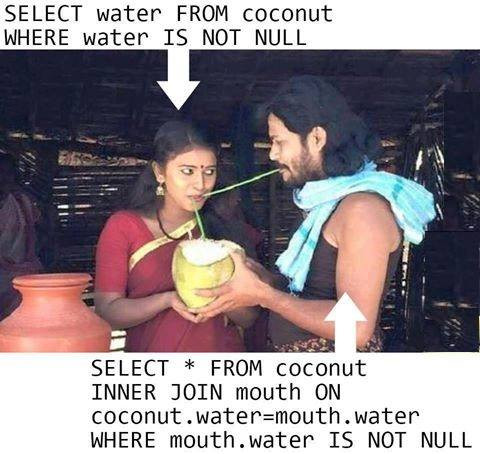 SELECT water FROM coconut
WHERE water IS NOT NULL
SELECT * FROM coconut
INNER JOIN mouth ON
coconut.water=mouth.water
WHERE mouth.water IS NOT NULL